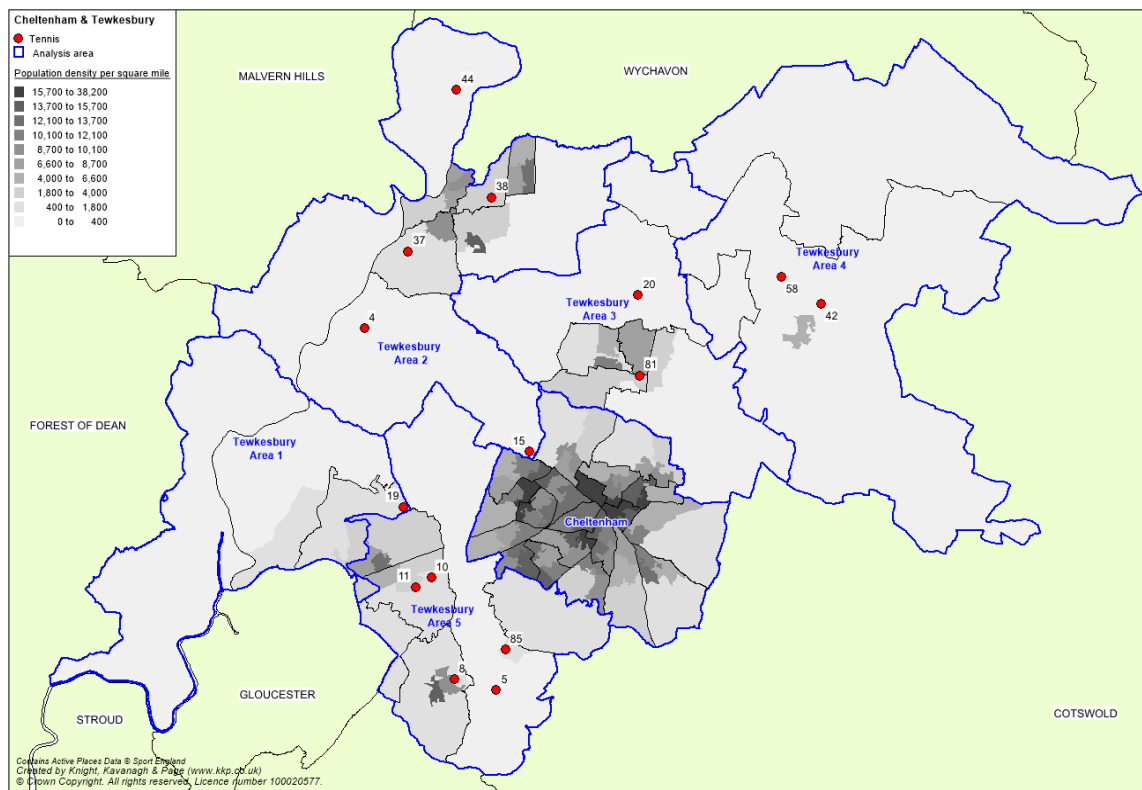 Cheltenham & Tewkesbury
Tennis
Analysis area
Population density per square mile
15,700 to 38,200
13,700 to 15,700
12,100 to 13,700
10,100 to 12,100
8,700 to 10,100
6,600 to 8,700
4,000 to 6,600
1,800 to 4,000
400 to 1,800
0 to 400
MALVERN HILLS
WYCHAVON
44
38
37
Tewkesbury
Area 4
58
42
20
Tewkesbury
Area 3
4
Tewkesbury
Area 2
81
FOREST OF DEAN
Tewkesbury
Area 1
15
19
Cheltenham
10
11
Tewkesbury
Area 5
85
8
5
GLOUCESTER
STROUD
COTSWOLD
Contains Active Places Data © Sport England
Created by Knight, Kavanagh & Page (www.kkp.co.uk)
© Crown Copyright. All rights reserved. Licence number 100020577.